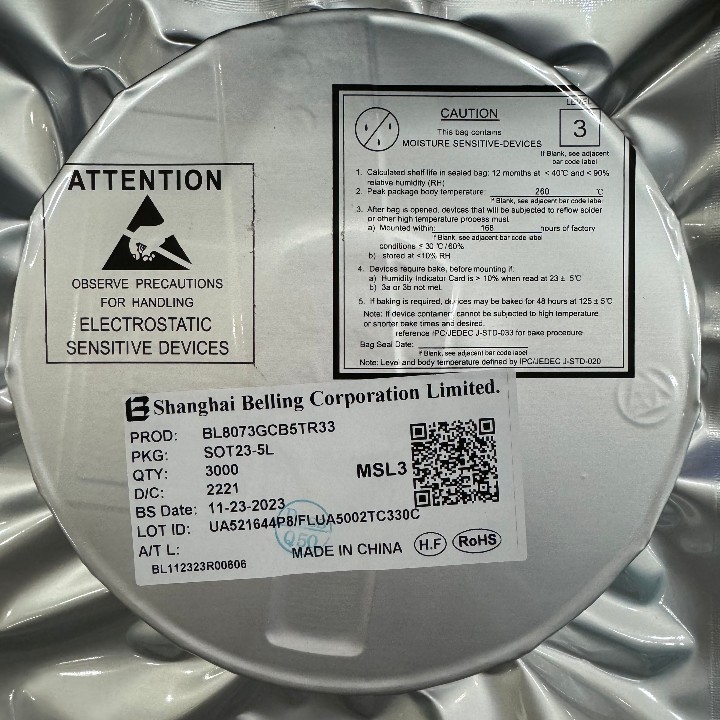 ATTENTION
OBSERVE PRECAUTIONS
FOR HANDLING
ELECTROSTATIC
SENSITIVE DEVICES
CAUTION
This bag contains
MOISTURE SENSITIVE-DEVICES
LEVEL
3
If Blank, see adjacent
bar code label
1. Calculated shelf life in sealed bag: 12 months at < 40℃ and < 90%
relative humidity (RH)
2. Peak package body temperature: 260 ℃
* Blank, see adjacent bar code label
3. After bag is opened, devices that will be subjected to reflow solder
or other high temperature process must
a) Mounted within: 168 hours of factory
* Blank, see adjacent bar code label
conditions ≤ 30 ℃/60%
b) stored at <10% RH
4. Devices require bake, before mounting if:
a) Humidity Indicator Card is > 10% when read at 23 ± 5℃
b) 3a or 3b not met.
5. If baking is required, devices may be baked for 48 hours at 125 ± 5℃
Note: If device container cannot be subjected to high temperature
or shorter bake times and desired.
reference IPC/JEDEC J-STD-033 for bake procedure
Bag Seal Date:
* Blank, see adjacent bar code label
Note: Level and body temperature defined by IPC/JEDEC J-STD-020
Shanghai Belling Corporation Limited.
PROD: BL8073GCB5TR33
PKG: SOT23-5L
QTY: 3000
MSL3
D/C: 2221
BS Date: 11-23-2023
LOT ID: UA521644P8/FLUA5002TC330C
A/T L:
MADE IN CHINA H.F RoHS
BL112323R00606